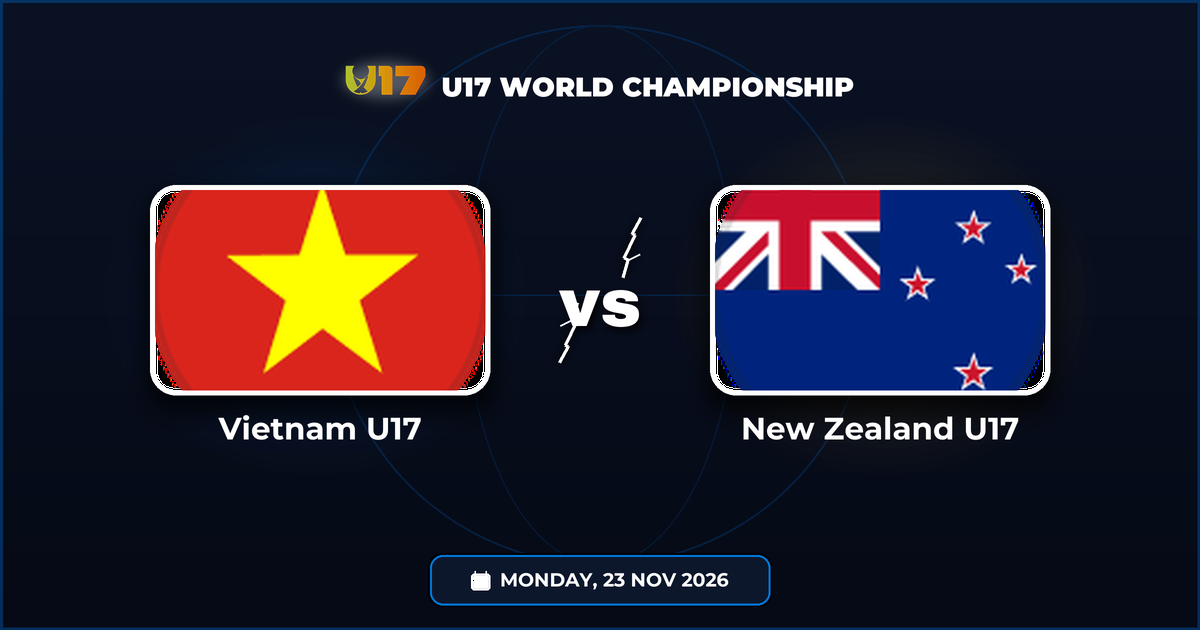 U17 U17 WORLD CHAMPIONSHIP
VS
Vietnam U17
New Zealand U17
MONDAY, 23 NOV 2026